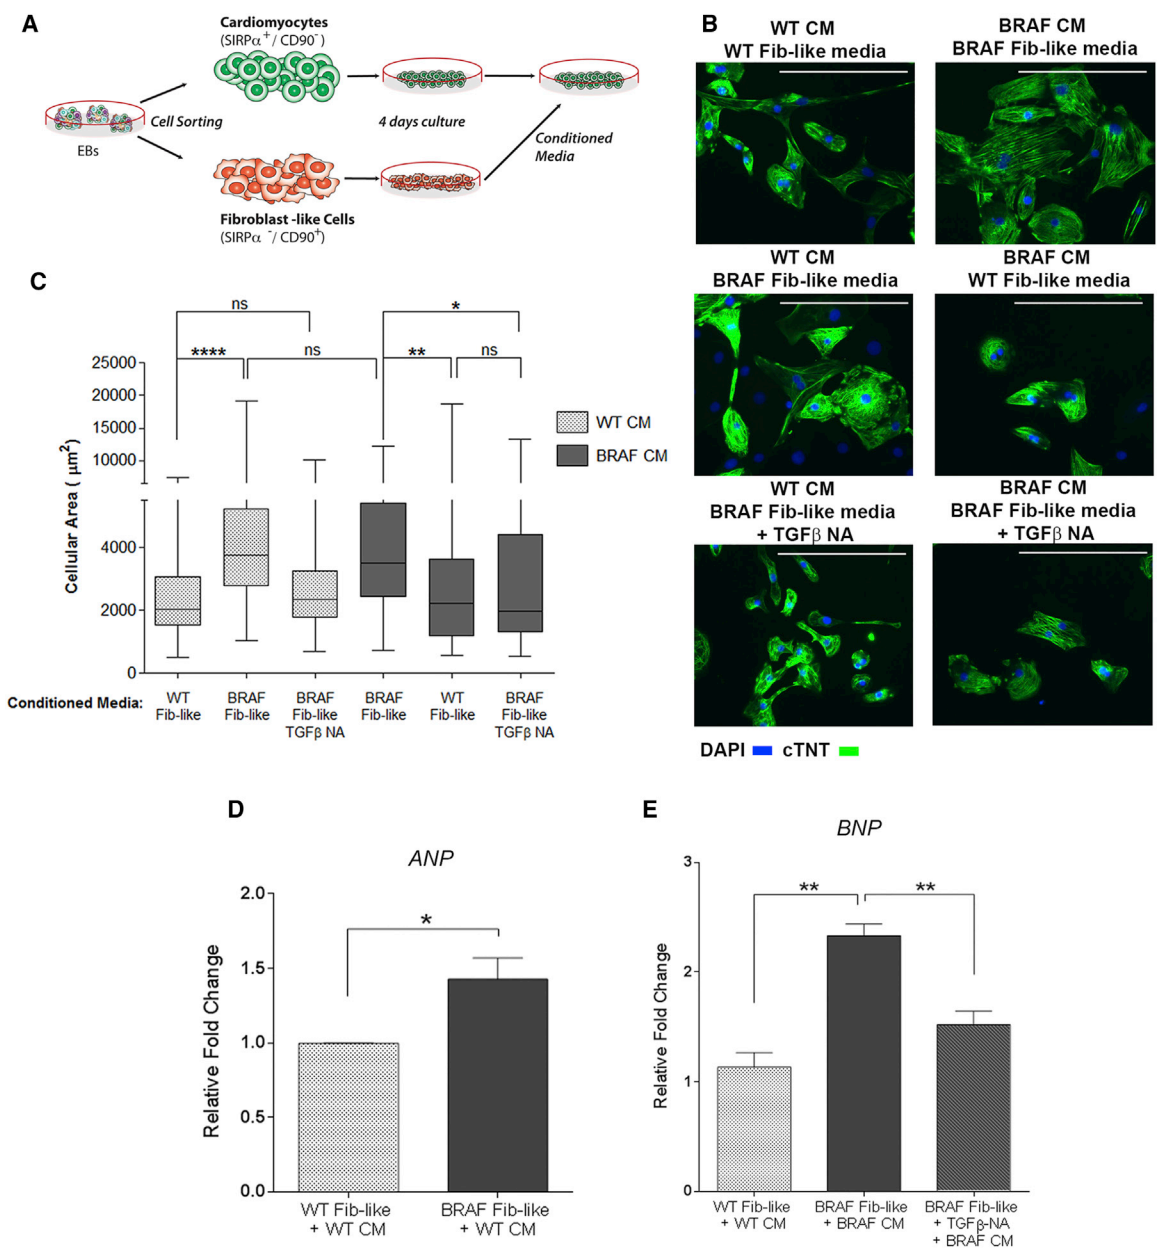 A
Cardiomyocytes
(SIRPα⁺/ CD90⁻)
Cell Sorting
EBs
4 days culture
Conditioned
Media
Fibroblast -like Cells
(SIRPα ⁻/ CD90⁺)
B
WT CM
WT Fib-like media
BRAF CM
BRAF Fib-like media
WT CM
BRAF Fib-like media
BRAF CM
WT Fib-like media
WT CM
BRAF Fib-like media
+ TGFβ NA
BRAF CM
BRAF Fib-like media
+ TGFβ NA
DAPI cTNT
C
ns
*
****
ns
**
ns
25000
20000
15000
10000
4000
2000
0
Cellular Area ( μm²)
WT CM
BRAF CM
Conditioned Media:
WT
Fib-like
BRAF
Fib-like
BRAF
Fib-like
TGFβ NA
BRAF
Fib-like
WT
Fib-like
BRAF
Fib-like
TGFβ NA
D
ANP
2.0
1.5
1.0
0.5
0.0
Relative Fold Change
*
WT Fib-like
+ WT CM
BRAF Fib-like
+ WT CM
E
BNP
3
2
1
0
Relative Fold Change
**
**
WT Fib-like
+ WT CM
BRAF Fib-like
+ BRAF CM
BRAF Fib-like
+ TGFβ-NA
+ BRAF CM